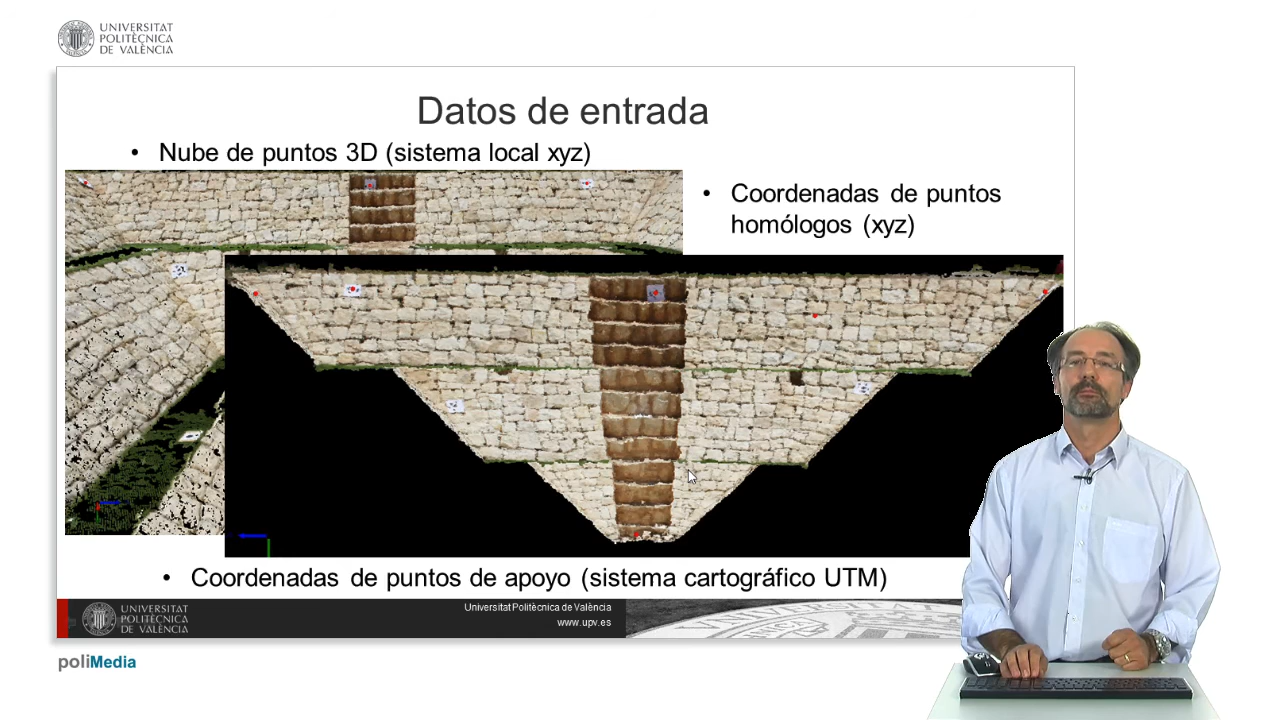 UNIVERSITAT
POLITÈCNICA
DE VALÈNCIA
Datos de entrada
• Nube de puntos 3D (sistema local xyz)
• Coordenadas de puntos
homólogos (xyz)
• Coordenadas de puntos de apoyo (sistema cartográfico UTM)
UNIVERSITAT
POLITÈCNICA
DE VALÈNCIA
Universitat Politècnica de València
www.upv.es
poliMedia